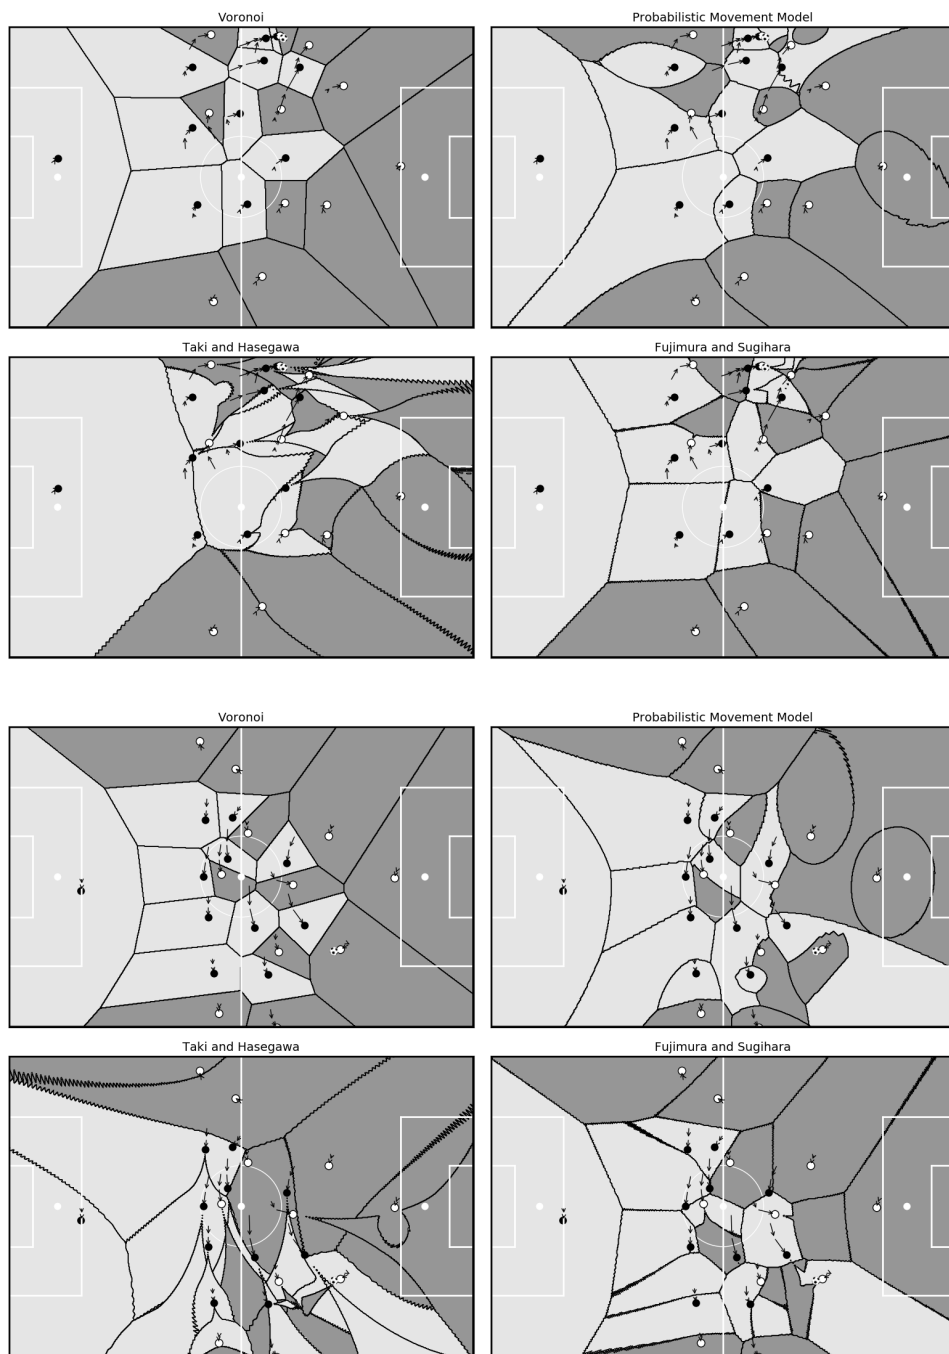 Voronoi
Probabilistic Movement Model
Taki and Hasegawa
Fujimura and Sugihara
Voronoi
Probabilistic Movement Model
Taki and Hasegawa
Fujimura and Sugihara